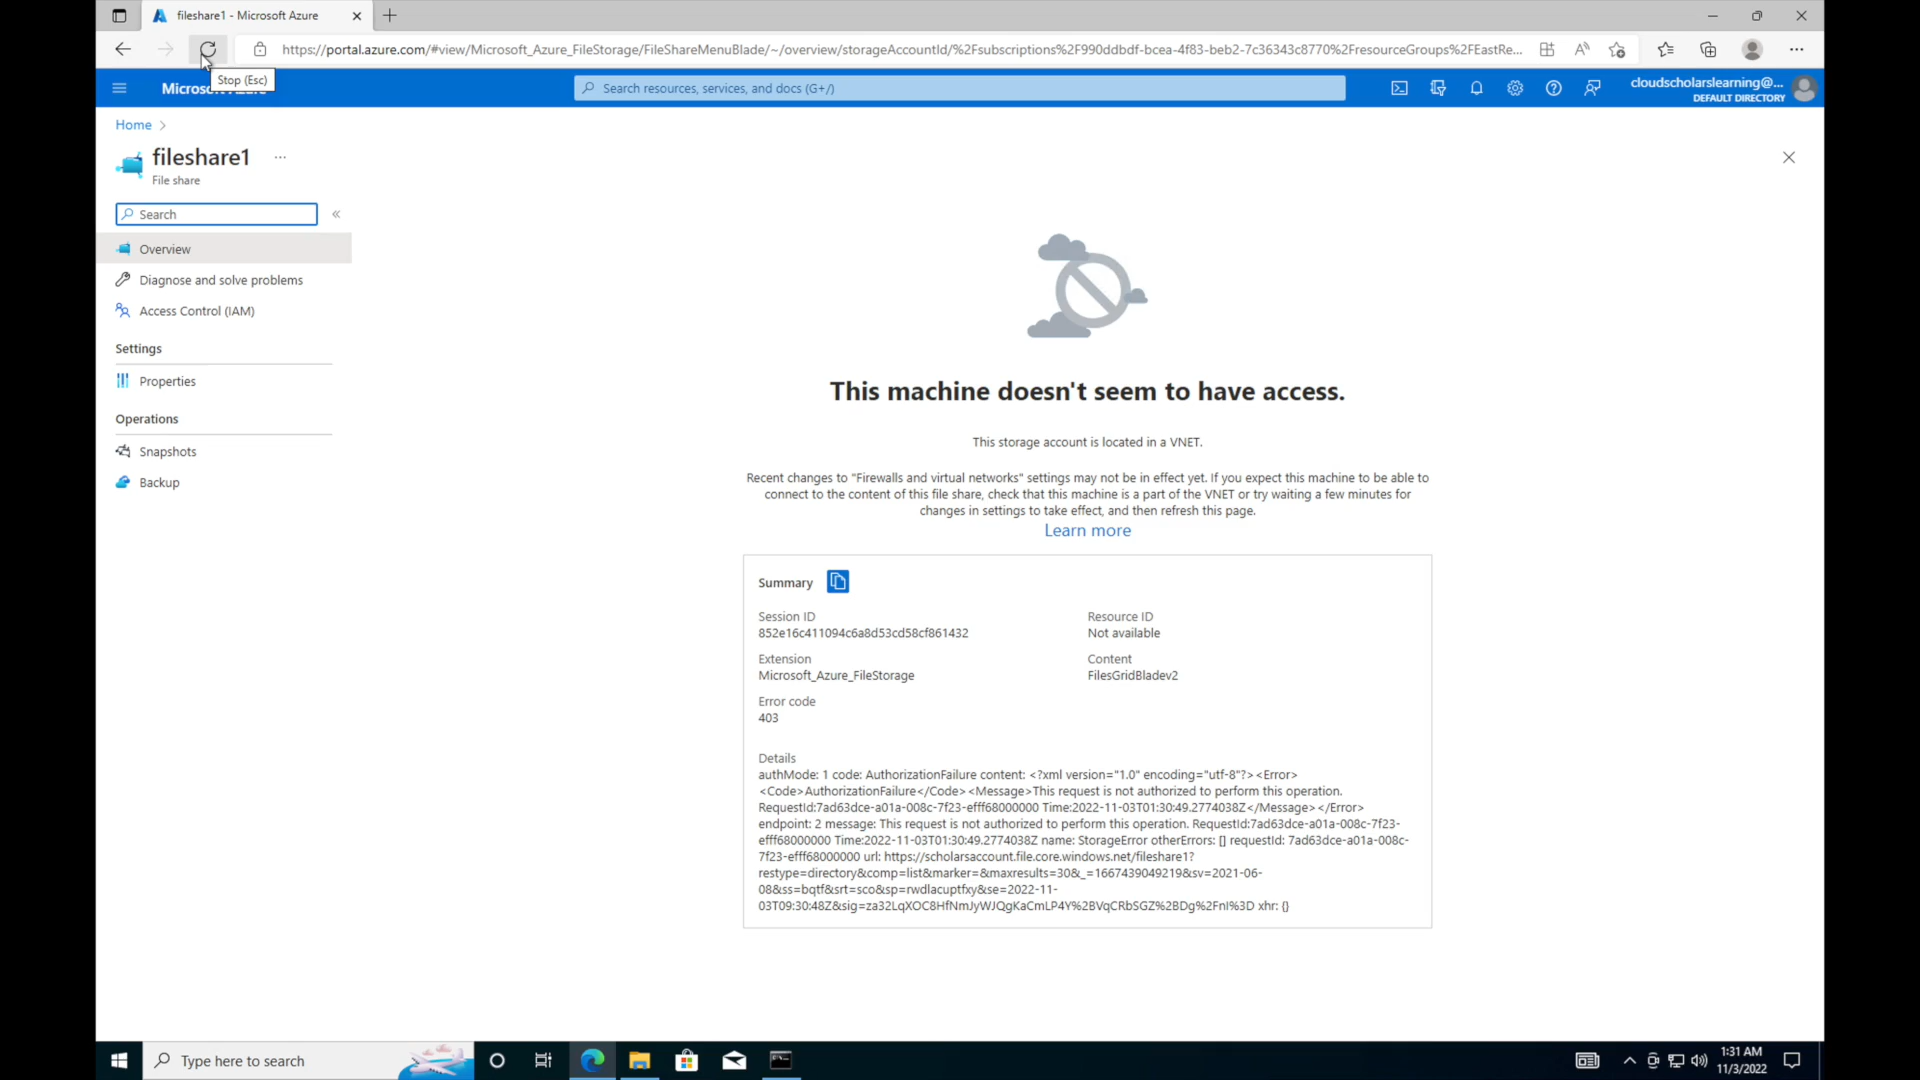 fileshare1 - Microsoft Azure
https://portal.azure.com/#view/Microsoft_Azure_FileStorage/FileShareMenuBlade/~/overview/storageAccountId/%2Fsubscriptions%2F990ddbdf-bcea-4f83-beb2-7c36343c8770%2FresourceGroups%2FEastRe...
Stop (Esc)
Search resources, services, and docs (G+/)
cloudscholarslearning@...
DEFAULT DIRECTORY
Home
fileshare1
File share
Search
Overview
Diagnose and solve problems
Access Control (IAM)
Settings
Properties
Operations
Snapshots
Backup
This machine doesn't seem to have access.
This storage account is located in a VNET.
Recent changes to "Firewalls and virtual networks" settings may not be in effect yet. If you expect this machine to be able to
connect to the content of this file share, check that this machine is a part of the VNET or try waiting a few minutes for
changes in settings to take effect, and then refresh this page.
Learn more
Summary
Session ID
852e16c411094c6a8d53cd58cf861432
Resource ID
Not available
Extension
Microsoft_Azure_FileStorage
Content
FilesGridBladev2
Error code
403
Details
authMode: 1 code: AuthorizationFailure content: <?xml version="1.0" encoding="utf-8"?><Error>
<Code>AuthorizationFailure</Code><Message>This request is not authorized to perform this operation.
RequestId:7ad63dce-a01a-008c-7f23-efff68000000 Time:2022-11-03T01:30:49.2774038Z</Message></Error>
endpoint: 2 message: This request is not authorized to perform this operation. RequestId:7ad63dce-a01a-008c-7f23-
efff68000000 Time:2022-11-03T01:30:49.2774038Z name: StorageError otherErrors: [] requestId: 7ad63dce-a01a-008c-
7f23-efff68000000 url: https://scholarsaccount.file.core.windows.net/fileshare1?
restype=directory&comp=list&marker=&maxresults=30&_=1667439049219&sv=2021-06-
08&ss=bqtf&srt=sco&sp=rwdlacuptfxy&se=2022-11-
03T09:30:48Z&sig=za32LqXOC8HfNmJyWJQgKaCmLP4Y%2BVqCRbSGZ%2BDg%2FnI%3D xhr: {}
Type here to search
1:31 AM
11/3/2022